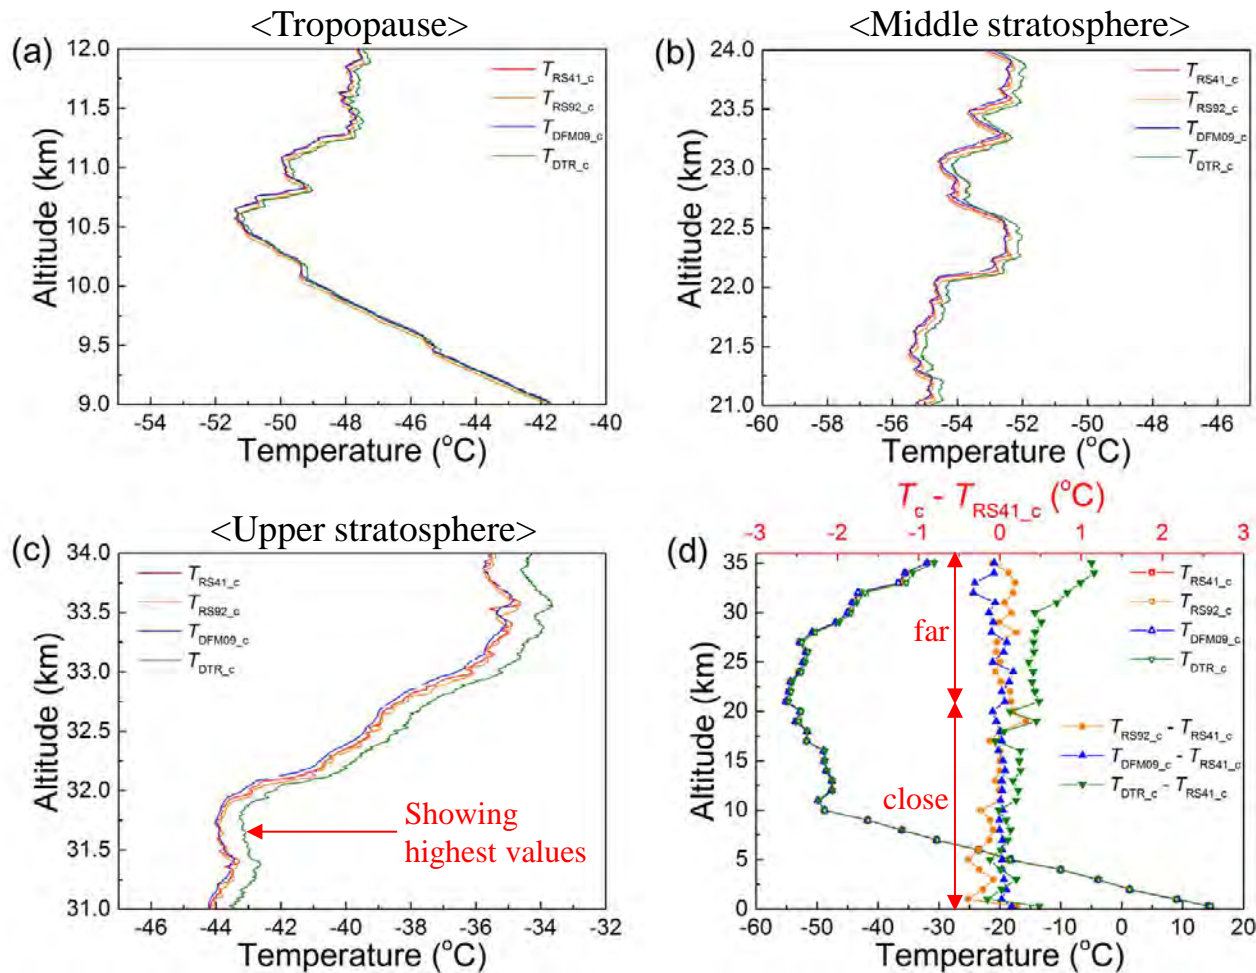 <Tropopause>
(a)
12.0
11.5
11.0
10.5
10.0
9.5
9.0
Altitude (km)
T_RS41_c
T_RS92_c
T_DFM09_c
T_DTR_c
-54 -52 -50 -48 -46 -44 -42 -40
Temperature (°C)
<Middle stratosphere>
(b)
24.0
23.5
23.0
22.5
22.0
21.5
21.0
Altitude (km)
T_RS41_c
T_RS92_c
T_DFM09_c
T_DTR_c
-60 -58 -56 -54 -52 -50 -48 -46
Temperature (°C)
<Upper stratosphere>
(c)
34.0
33.5
33.0
32.5
32.0
31.5
31.0
Altitude (km)
T_RS41_c
T_RS92_c
T_DFM09_c
T_DTR_c
Showing
highest values
-46 -44 -42 -40 -38 -36 -34 -32
Temperature (°C)
T_c - T_RS41_c (°C)
-3 -2 -1 0 1 2 3
(d)
35
30
25
20
15
10
5
0
Altitude (km)
far
close
T_RS41_c
T_RS92_c
T_DFM09_c
T_DTR_c
T_RS92_c - T_RS41_c
T_DFM09_c - T_RS41_c
T_DTR_c - T_RS41_c
-60 -50 -40 -30 -20 -10 0 10 20
Temperature (°C)